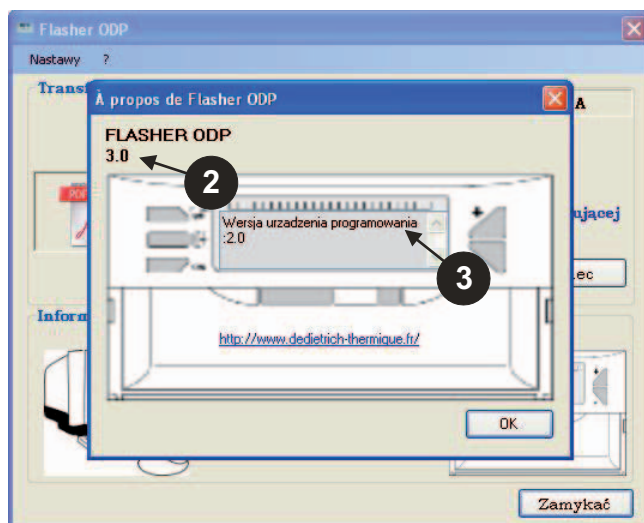 Flasher ODP
Nastawy ?
Trans
À propos de Flasher ODP
A
FLASHER ODP
3.0
2
PDF
Wersja urzadzenia programowania
:2.0
3
ującej
ec
Inform
http://www.dedietrich-thermique.fr/
OK
Zamykać